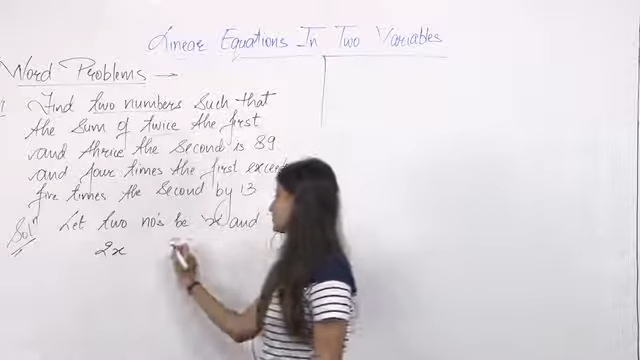 Linear Equations In Two Variables
Word Problems →
Find two numbers such that
the sum of twice the first
and thrice the second is 89
and four times the first exceeds
five times the second by 13
Solⁿ Let two no's be 'x' and
2x